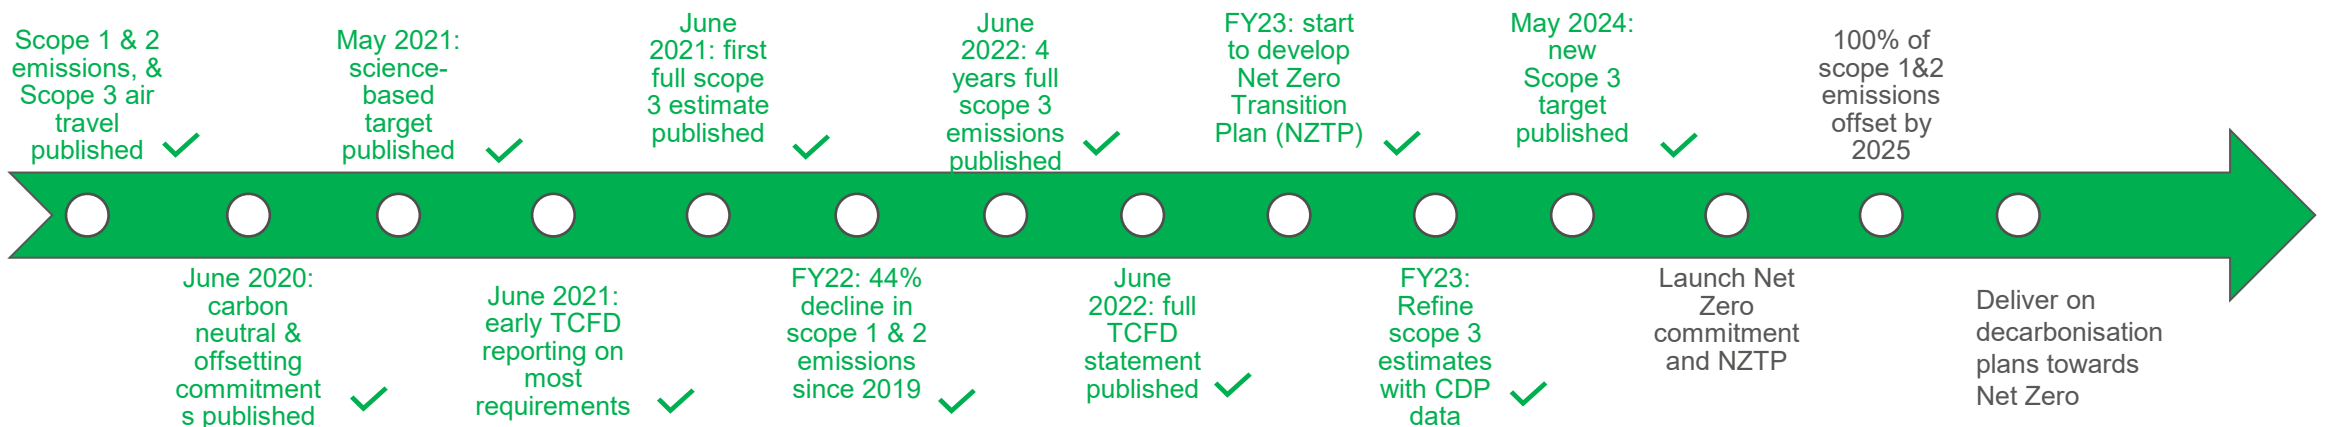 Scope 1 & 2
emissions, &
Scope 3 air
travel
published
June 2020:
carbon
neutral &
offsetting
commitment
s published
May 2021:
science-
based
target
published
June 2021:
early TCFD
reporting on
most
requirements
June
2021: first
full scope
3 estimate
published
FY22: 44%
decline in
scope 1 & 2
emissions
since 2019
June
2022: 4
years full
scope 3
emissions
published
June
2022: full
TCFD
statement
published
FY23: start
to develop
Net Zero
Transition
Plan (NZTP)
FY23:
Refine
scope 3
estimates
with CDP
data
May 2024:
new
Scope 3
target
published
Launch Net
Zero
commitment
and NZTP
100% of
scope 1&2
emissions
offset by
2025
Deliver on
decarbonisation
plans towards
Net Zero